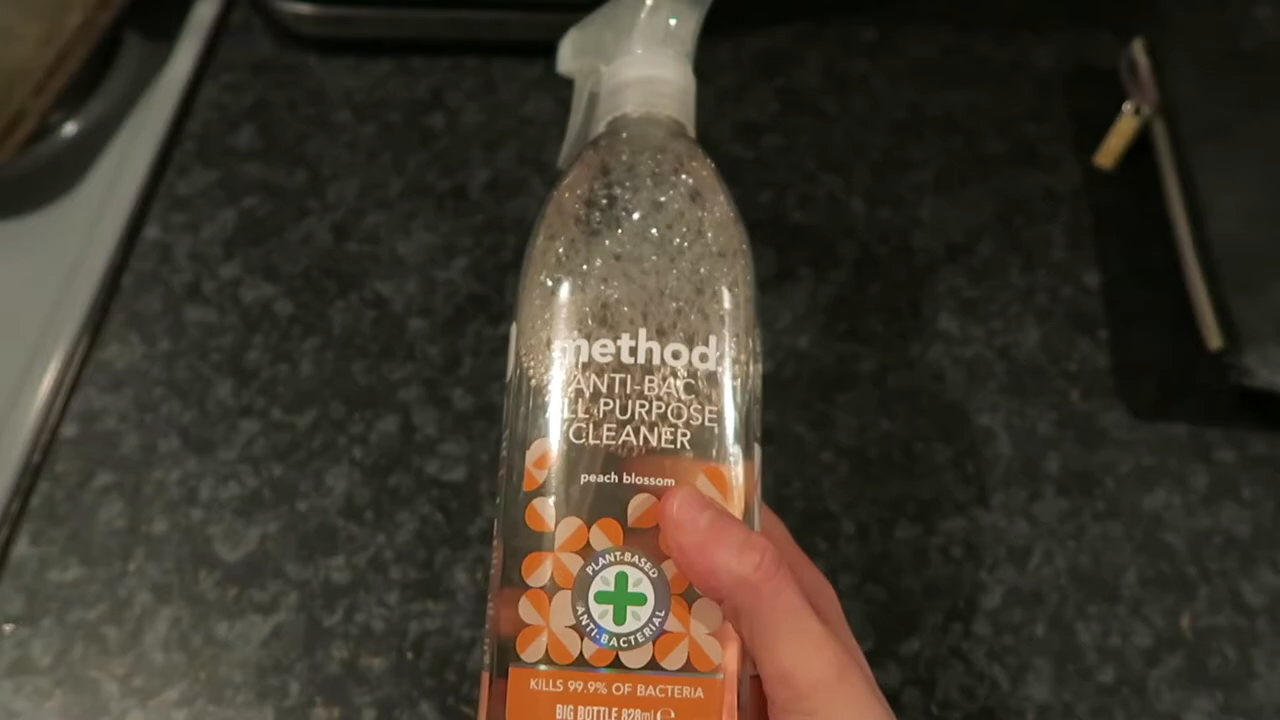 method
ANTI-BAC
ALL PURPOSE
CLEANER
peach blossom
PLANT-BASED
ANTI-BACTERIAL
KILLS 99.9% OF BACTERIA
BIG BOTTLE 828ml e